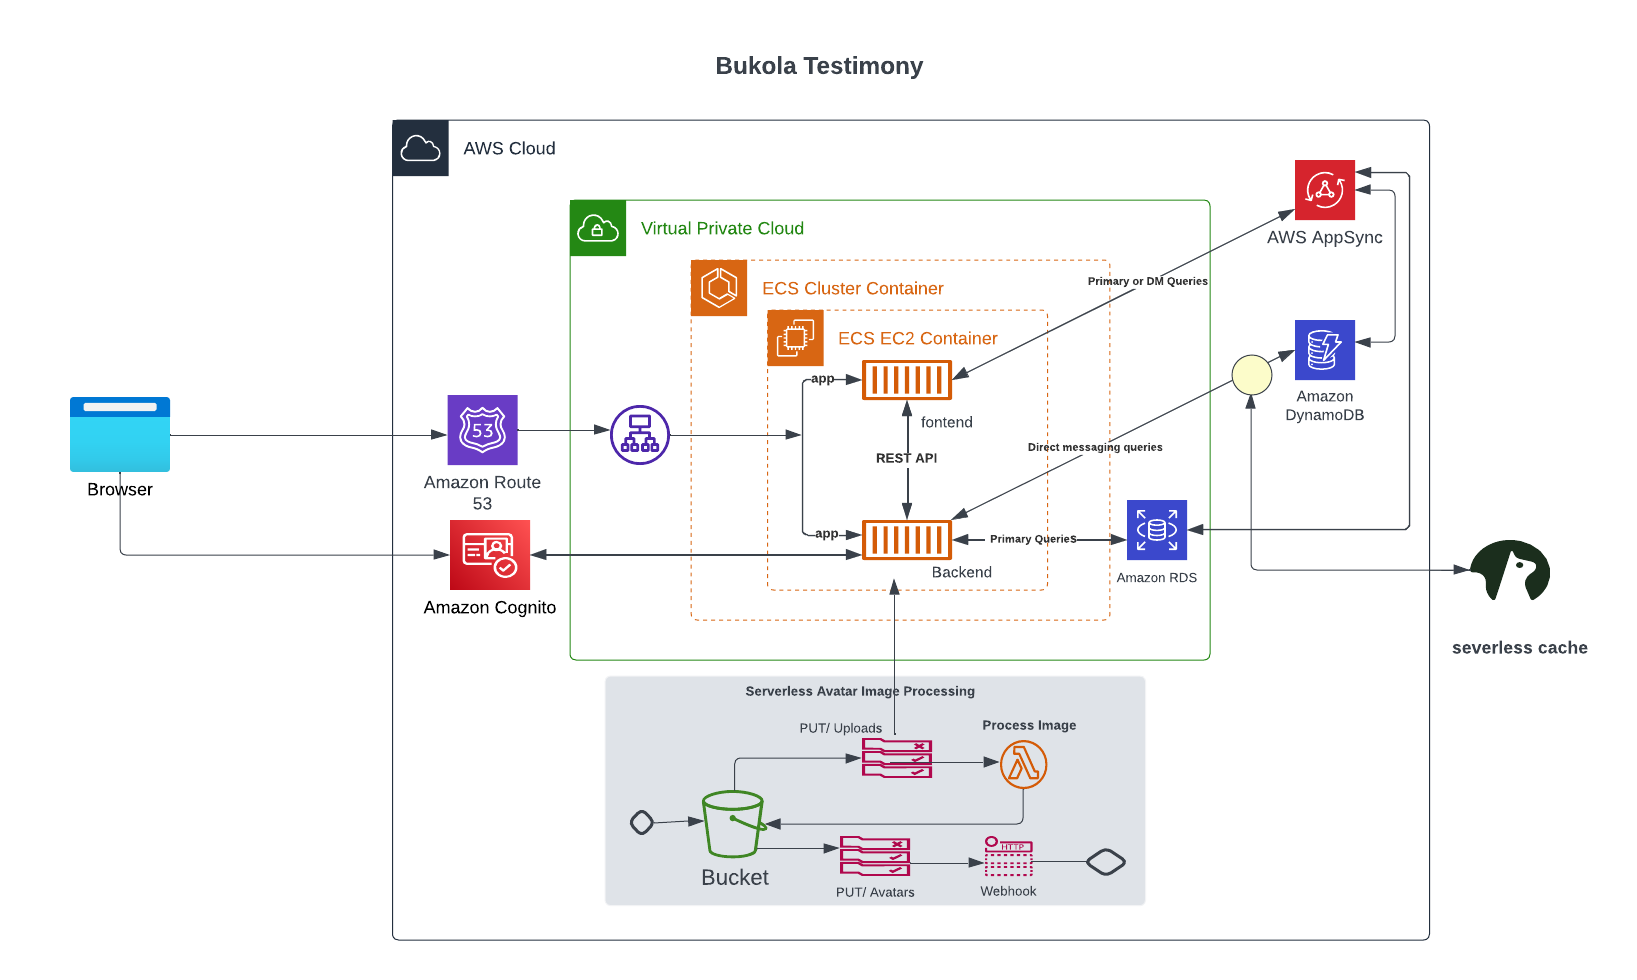 Bukola Testimony
AWS Cloud
Virtual Private Cloud
ECS Cluster Container
ECS EC2 Container
AWS AppSync
Primary or DM Queries
app
fontend
Amazon
DynamoDB
53
Browser
Amazon Route
53
REST API
Direct messaging queries
app
Primary Queries
Backend
Amazon RDS
Amazon Cognito
severless cache
Serverless Avatar Image Processing
PUT/ Uploads
Process Image
Bucket
PUT/ Avatars
HTTP
Webhook